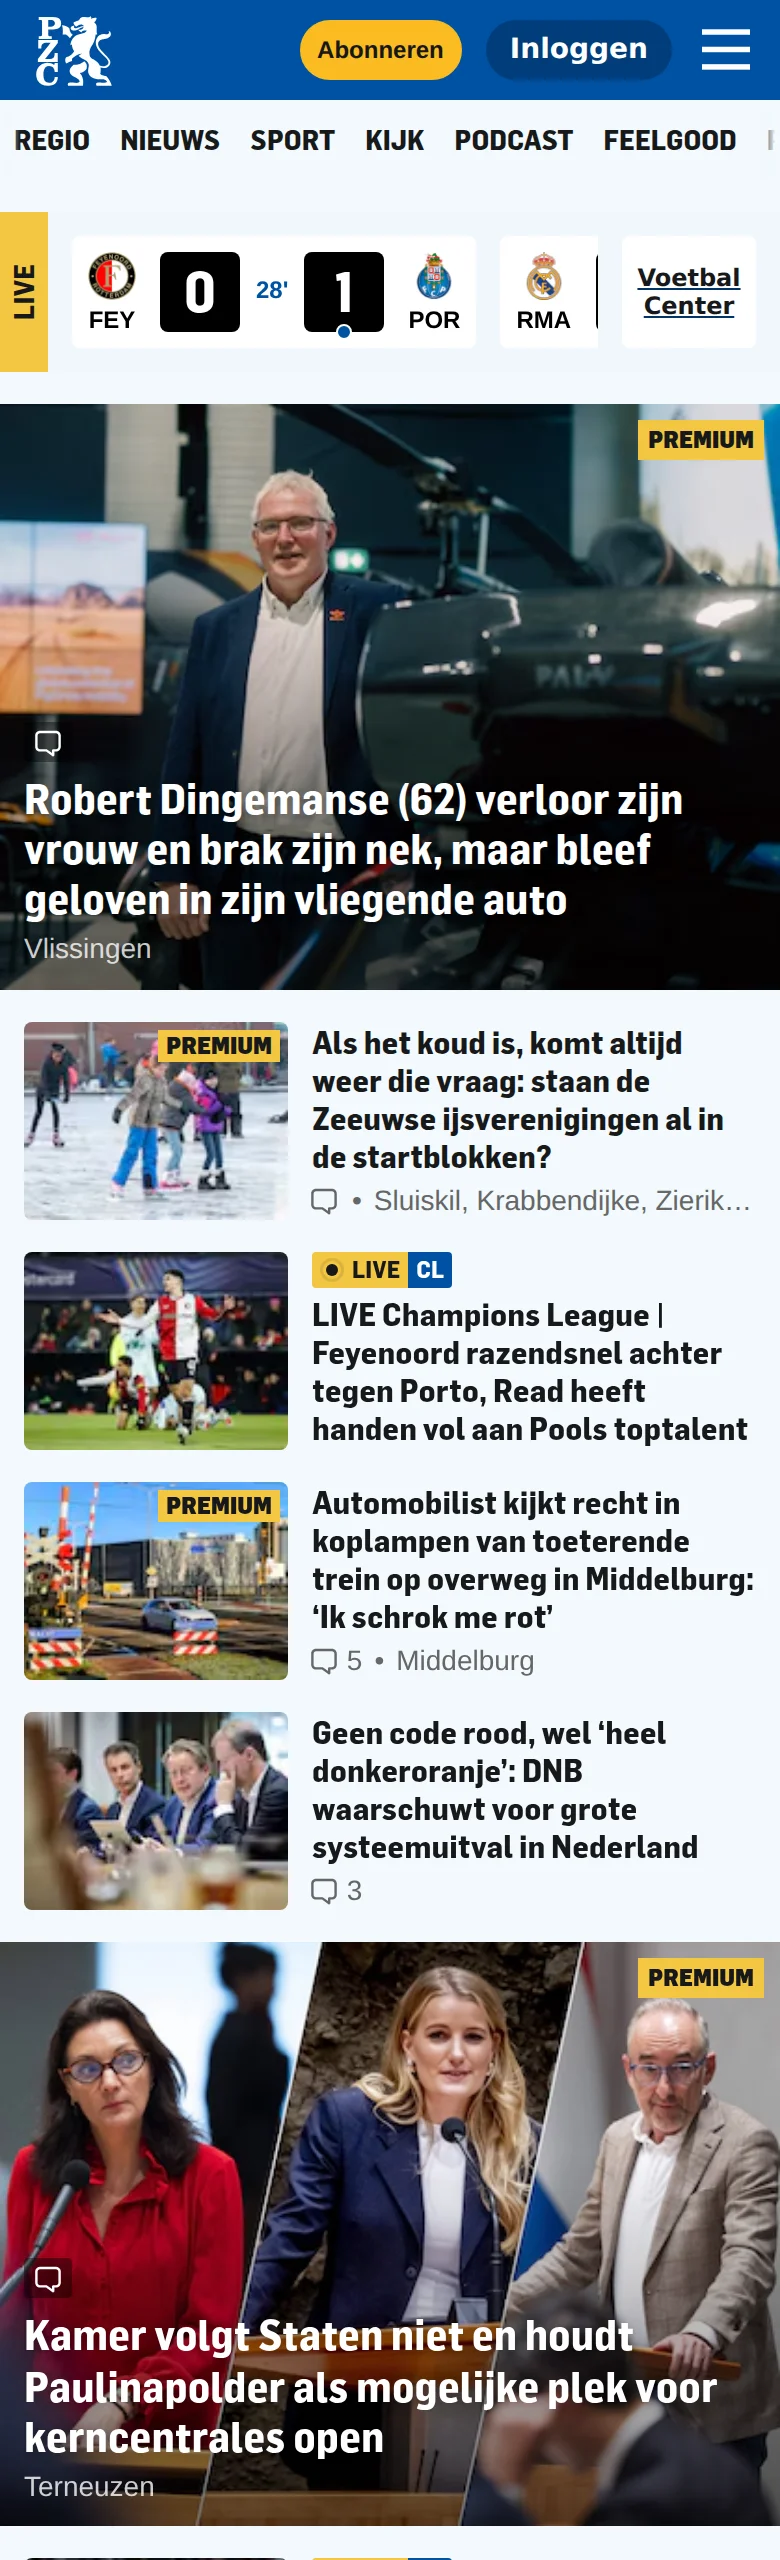 PZC
Abonneren
Inloggen
REGIO NIEUWS SPORT KIJK PODCAST FEELGOOD
LIVE
FEY
0
28'
1
POR
RMA
Voetbal
Center
PREMIUM
PAL-V
Robert Dingemanse (62) verloor zijn
vrouw en brak zijn nek, maar bleef
geloven in zijn vliegende auto
Vlissingen
PREMIUM
Als het koud is, komt altijd
weer die vraag: staan de
Zeeuwse ijsverenigingen al in
de startblokken?
• Sluiskil, Krabbendijke, Zierik…
LIVE CL
LIVE Champions League |
Feyenoord razendsnel achter
tegen Porto, Read heeft
handen vol aan Pools toptalent
PREMIUM
Automobilist kijkt recht in
koplampen van toeterende
trein op overweg in Middelburg:
‘Ik schrok me rot’
5 • Middelburg
Geen code rood, wel ‘heel
donkeroranje’: DNB
waarschuwt voor grote
systeemuitval in Nederland
3
PREMIUM
Kamer volgt Staten niet en houdt
Paulinapolder als mogelijke plek voor
kerncentrales open
Terneuzen